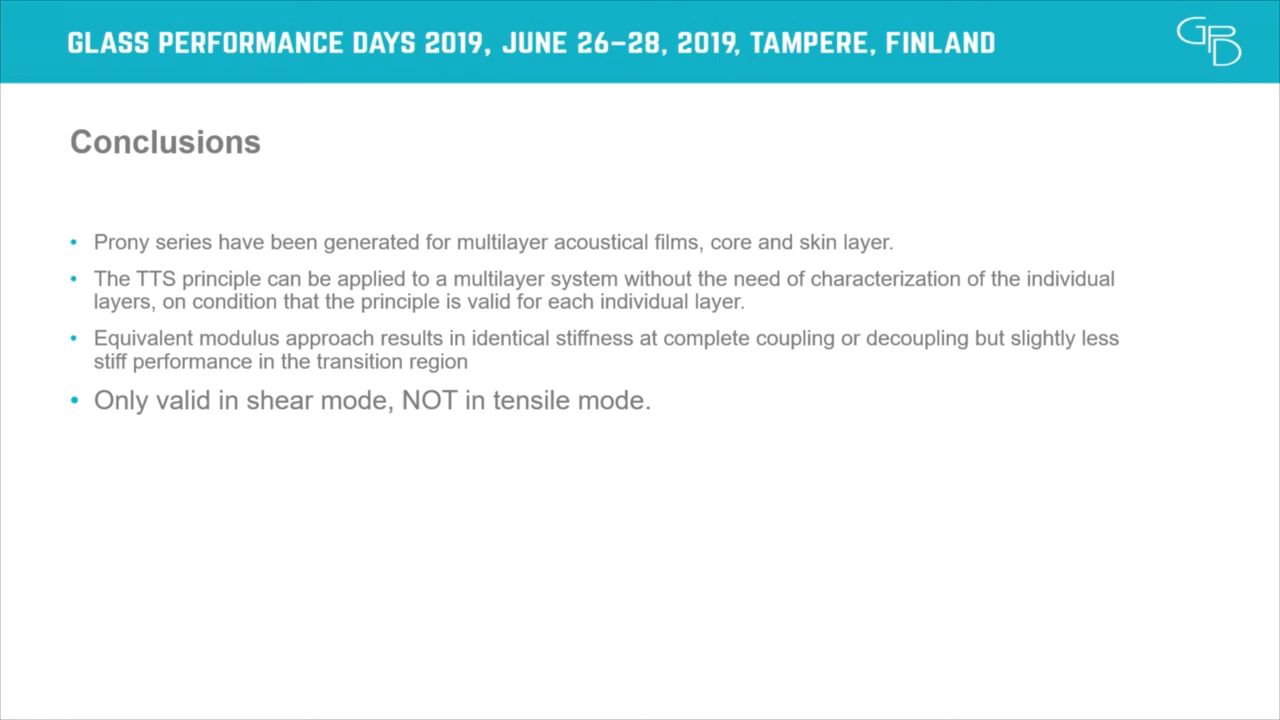 GLASS PERFORMANCE DAYS 2019, JUNE 26–28, 2019, TAMPERE, FINLAND
GPD
Conclusions
• Prony series have been generated for multilayer acoustical films, core and skin layer.
• The TTS principle can be applied to a multilayer system without the need of characterization of the individual
layers, on condition that the principle is valid for each individual layer.
• Equivalent modulus approach results in identical stiffness at complete coupling or decoupling but slightly less
stiff performance in the transition region
• Only valid in shear mode, NOT in tensile mode.